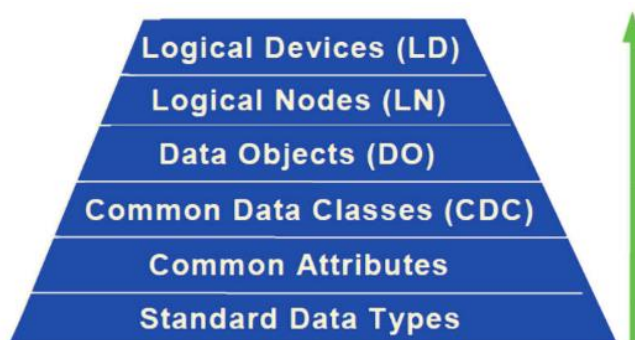 Logical Devices (LD)
Logical Nodes (LN)
Data Objects (DO)
Common Data Classes (CDC)
Common Attributes
Standard Data Types